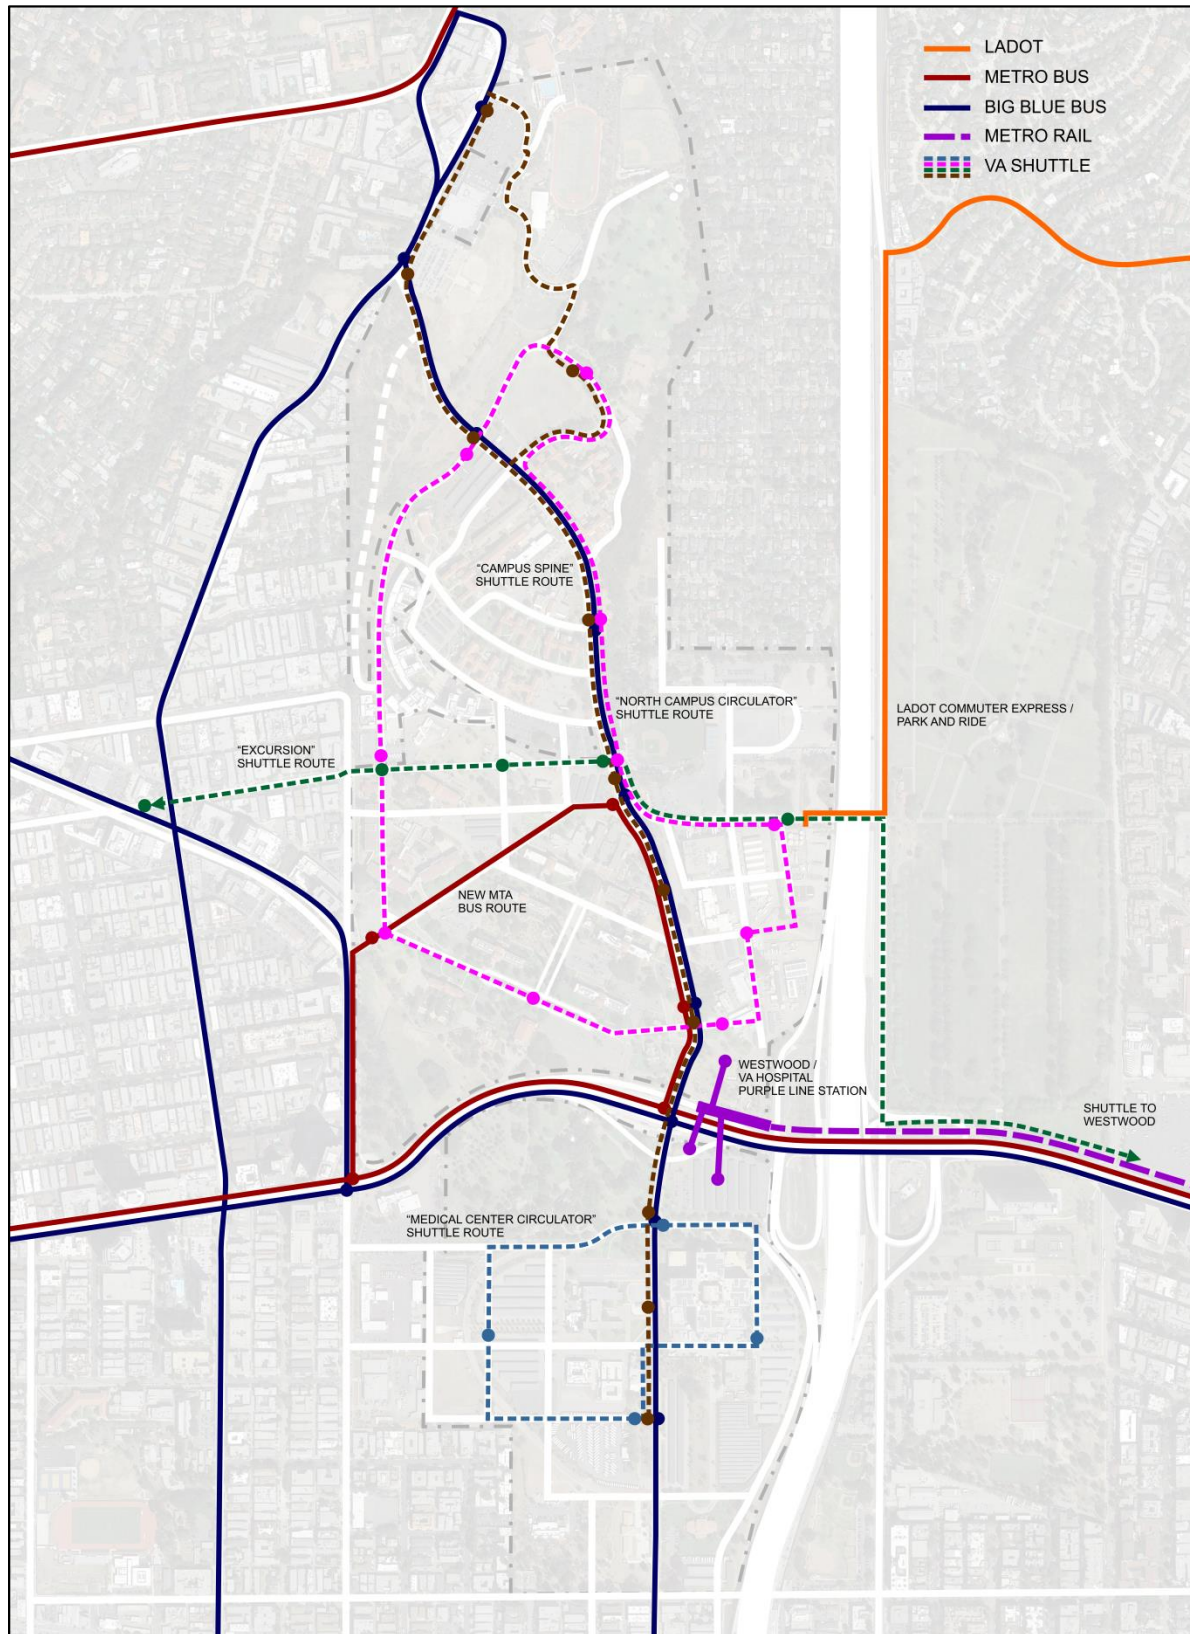 LADOT
METRO BUS
BIG BLUE BUS
METRO RAIL
VA SHUTTLE
“CAMPUS SPINE”
SHUTTLE ROUTE
“NORTH CAMPUS CIRCULATOR”
SHUTTLE ROUTE
LADOT COMMUTER EXPRESS /
PARK AND RIDE
“EXCURSION”
SHUTTLE ROUTE
NEW MTA
BUS ROUTE
WESTWOOD /
VA HOSPITAL
PURPLE LINE STATION
SHUTTLE TO
WESTWOOD
“MEDICAL CENTER CIRCULATOR”
SHUTTLE ROUTE